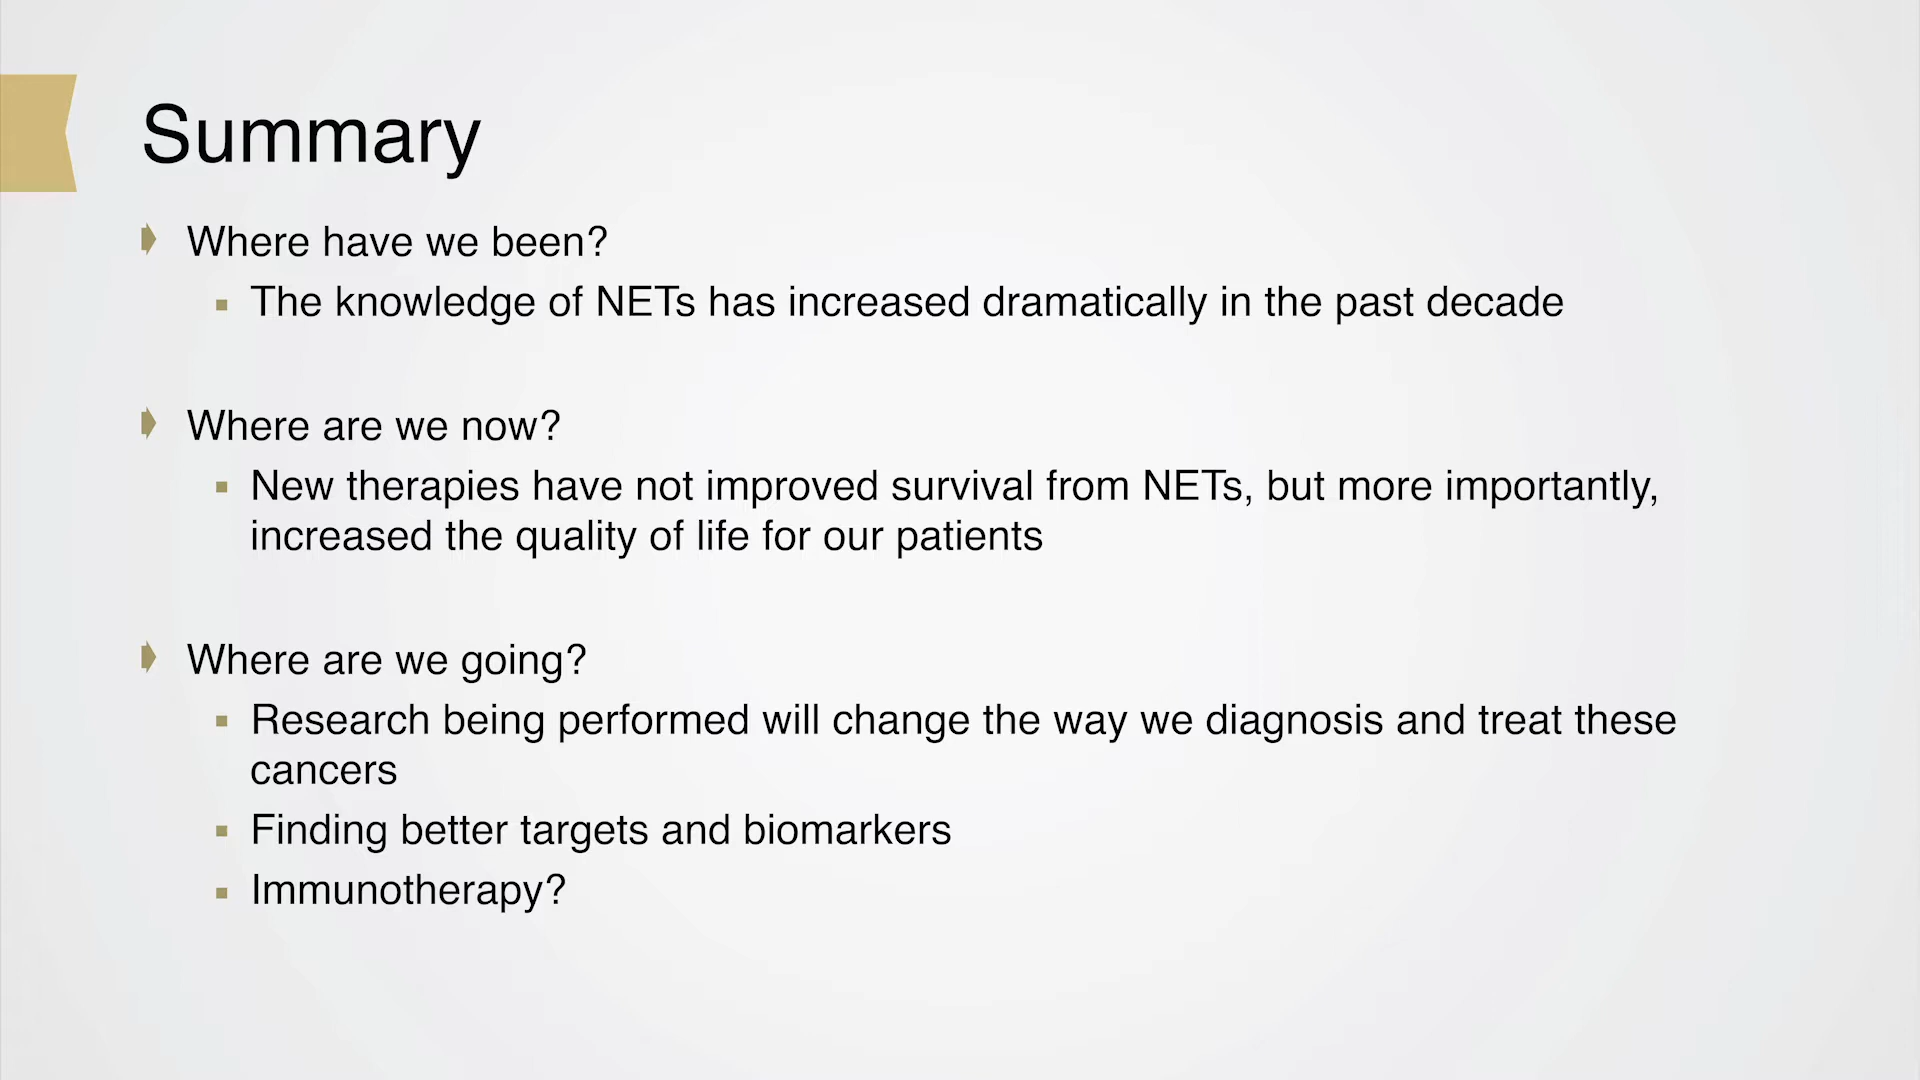 Summary
Where have we been?
The knowledge of NETs has increased dramatically in the past decade
Where are we now?
New therapies have not improved survival from NETs, but more importantly,
increased the quality of life for our patients
Where are we going?
Research being performed will change the way we diagnosis and treat these
cancers
Finding better targets and biomarkers
Immunotherapy?